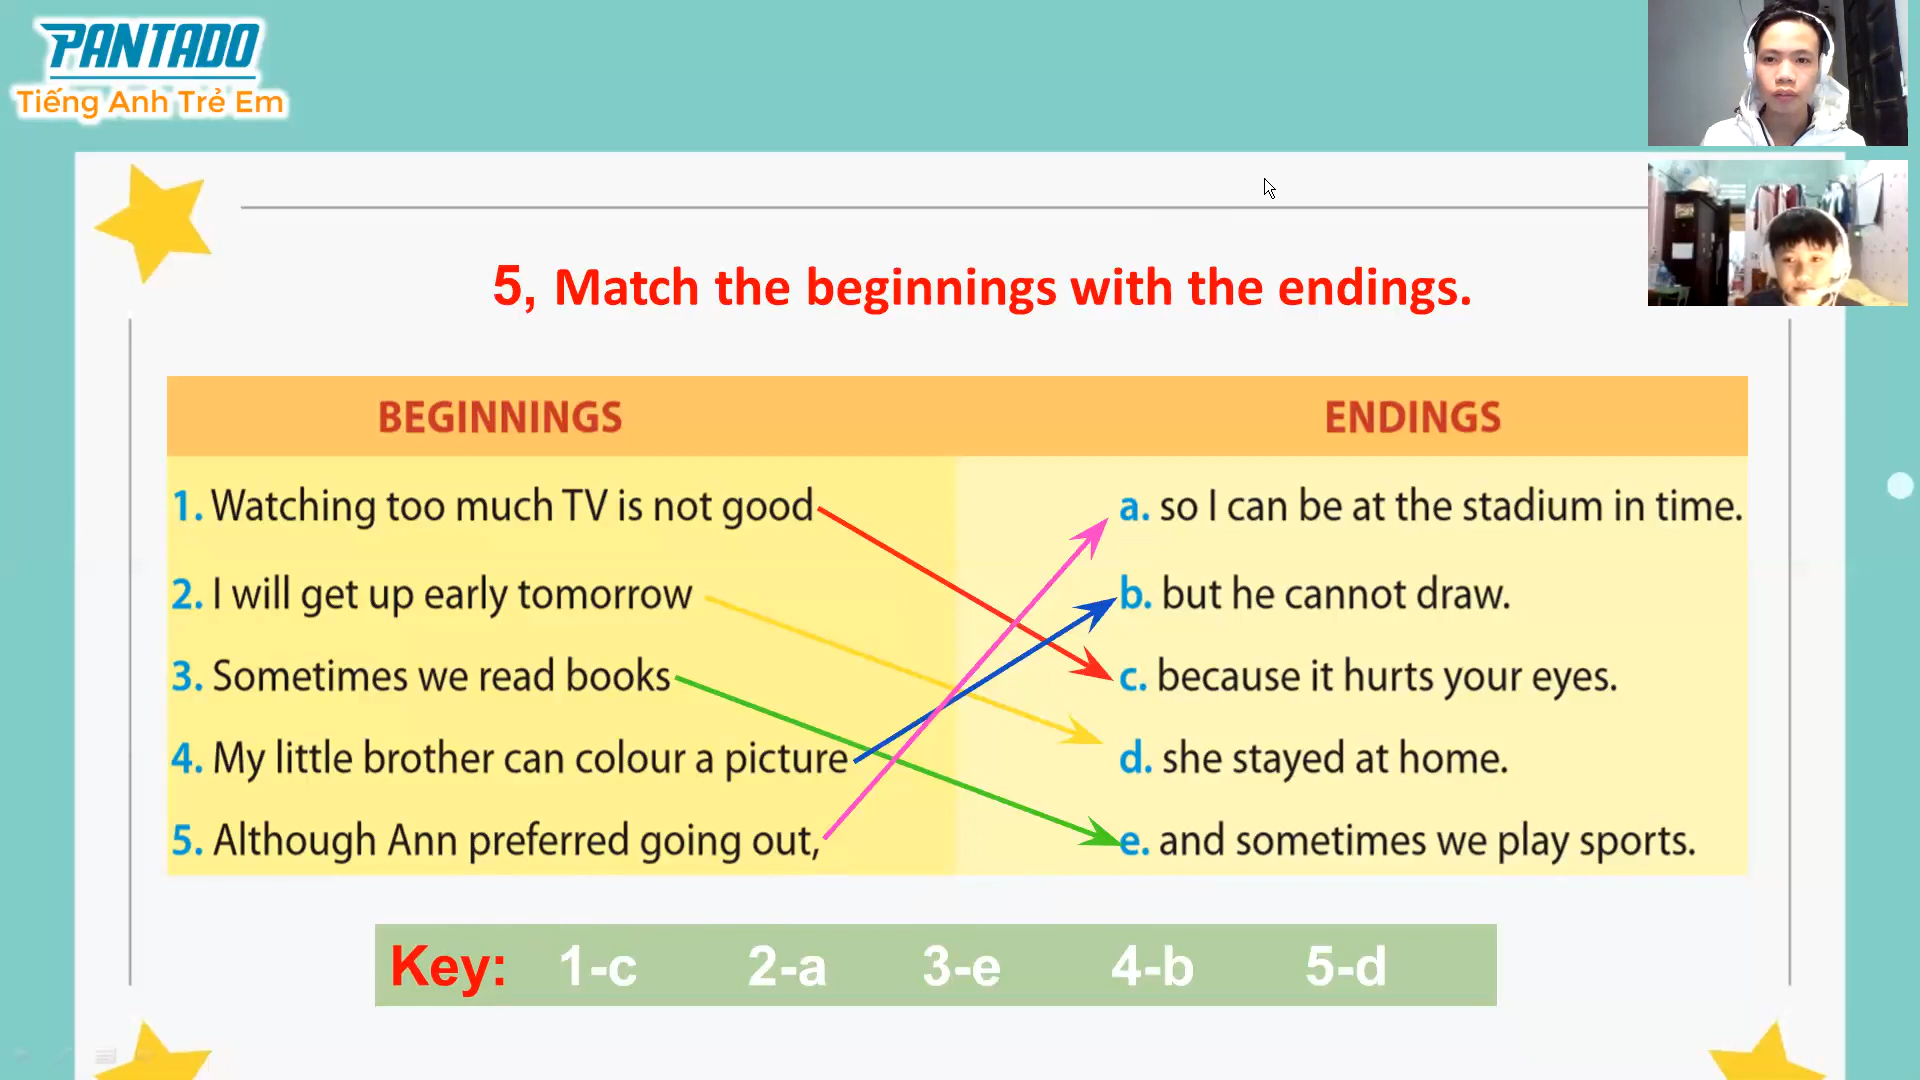 PANTADO
Tiếng Anh Trẻ Em
5, Match the beginnings with the endings.
BEGINNINGS
ENDINGS
1. Watching too much TV is not good
a. so I can be at the stadium in time.
2. I will get up early tomorrow
b. but he cannot draw.
3. Sometimes we read books
c. because it hurts your eyes.
4. My little brother can colour a picture
d. she stayed at home.
5. Although Ann preferred going out,
e. and sometimes we play sports.
Key: 1-c 2-a 3-e 4-b 5-d